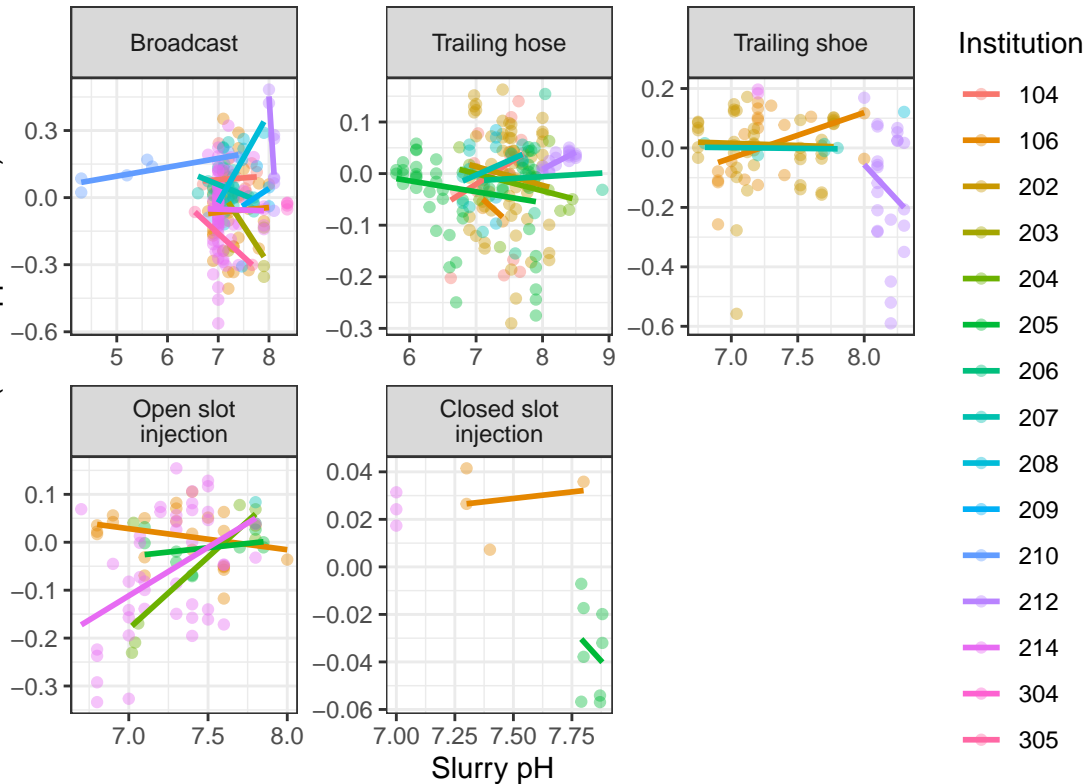 Broadcast
Trailing hose
Trailing shoe
Institution
0.3
0.0
−0.3
−0.6
5 6 7 8
0.1
0.0
−0.1
−0.2
−0.3
6 7 8 9
0.2
0.0
−0.2
−0.4
−0.6
7.0 7.5 8.0
Open slot
injection
Closed slot
injection
0.1
0.0
−0.1
−0.2
−0.3
7.0 7.5 8.0
0.04
0.02
0.00
−0.02
−0.04
−0.06
7.00 7.25 7.50 7.75
Slurry pH
104
106
202
203
204
205
206
207
208
209
210
212
214
304
305